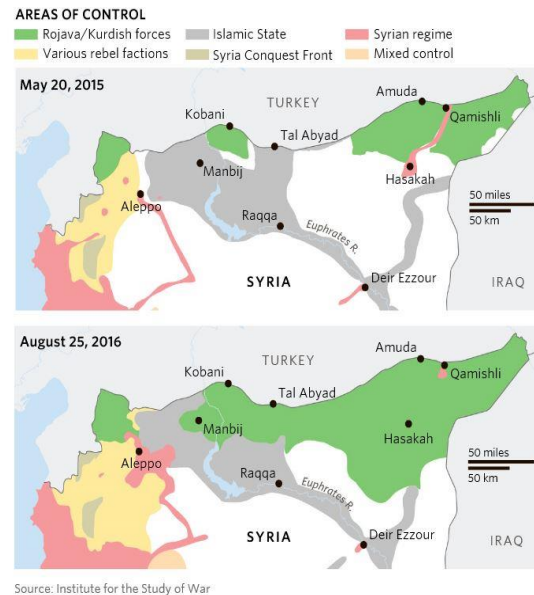 AREAS OF CONTROL
Rojava/Kurdish forces
Islamic State
Syrian regime
Various rebel factions
Syria Conquest Front
Mixed control
May 20, 2015
Amuda
TURKEY
Kobani
Qamishli
Tal Abyad
Manbij
Hasakah
Aleppo
50 miles
50 km
Raqqa
Euphrates R.
SYRIA
Deir Ezzour
IRAQ
August 25, 2016
Amuda
TURKEY
Kobani
Qamishli
Tal Abyad
Manbij
Hasakah
50 miles
Aleppo
50 km
Raqqa
Euphrates R.
SYRIA
Deir Ezzour
IRAQ
Source: Institute for the Study of War